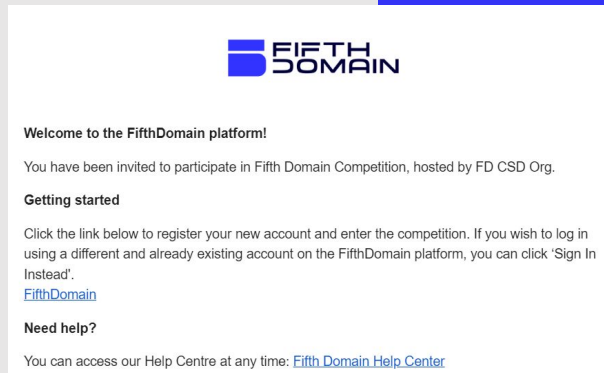 FIFTH
DOMAIN
Welcome to the FifthDomain platform!
You have been invited to participate in Fifth Domain Competition, hosted by FD CSD Org.
Getting started
Click the link below to register your new account and enter the competition. If you wish to log in
using a different and already existing account on the FifthDomain platform, you can click ‘Sign In
Instead'.
FifthDomain
Need help?
You can access our Help Centre at any time: Fifth Domain Help Center